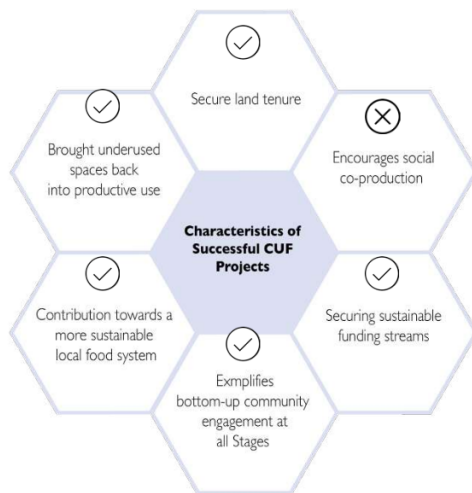 Secure land tenure
Brought underused
spaces back
into productive use
Encourages social
co-production
Characteristics of
Successful CUF
Projects
Contribution towards a
more sustainable
local food system
Securing sustainable
funding streams
Exmplifies
bottom-up community
engagement at
all Stages